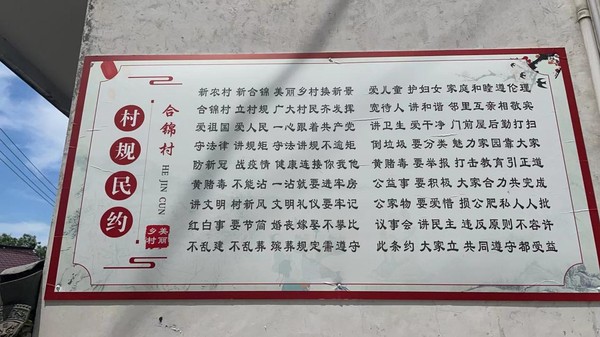 村规民约
合锦村
HE JIN CUN
美丽
乡村
新农村 新合锦 美丽乡村换新景
合锦村 立村规 广大村民齐发挥
爱祖国 爱人民 一心跟着共产党
守法律 讲规矩 守法讲规不逾矩
防新冠 战疫情 健康连接你我他
黄赌毒 不能站 一站就要进牢房
讲文明 树新风 文明礼仪要牢记
红白事 要节简 婚丧嫁娶不攀比
不乱建 不乱葬 殡葬规定需遵守
爱儿童 护妇女 家庭和睦遵伦理
宽待人 讲和谐 邻里互亲相敬实
讲卫生 爱干净 门前屋后勤打扫
倒垃圾 要分类 魅力家园靠大家
黄赌毒 要举报 打击教育引正道
公益事 要积极 大家合力共完成
公家物 要爱惜 损公肥私人人批
议事会 讲民主 违反原则不容许
此条约 大家立 共同遵守都受益